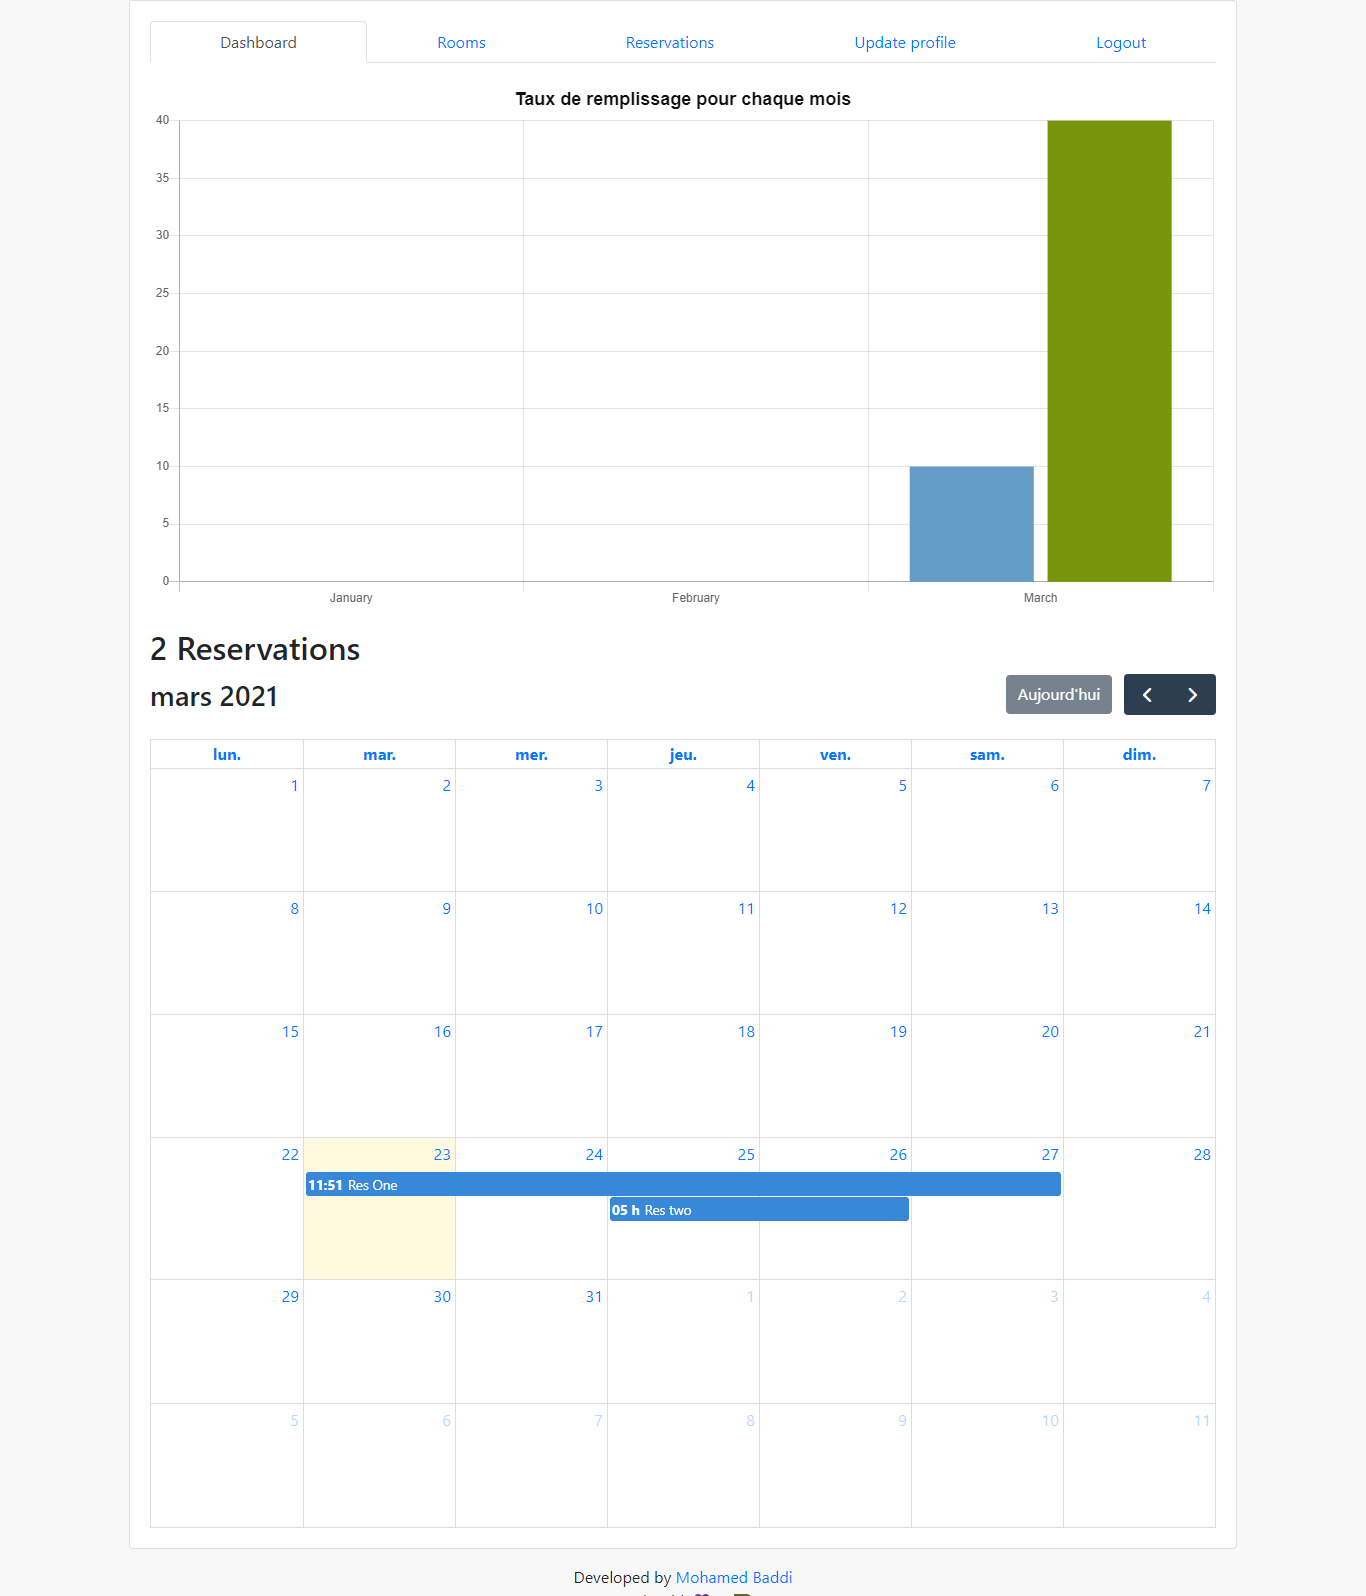 Dashboard Rooms Reservations Update profile Logout
Taux de remplissage pour chaque mois
40
35
30
25
20
15
10
5
0
January February March
2 Reservations
mars 2021 Aujourd'hui
lun. mar. mer. jeu. ven. sam. dim.
1 2 3 4 5 6 7
8 9 10 11 12 13 14
15 16 17 18 19 20 21
22 23 24 25 26 27 28
11:51 Res One
05 h Res two
29 30 31 1 2 3 4
5 6 7 8 9 10 11
Developed by Mohamed Baddi